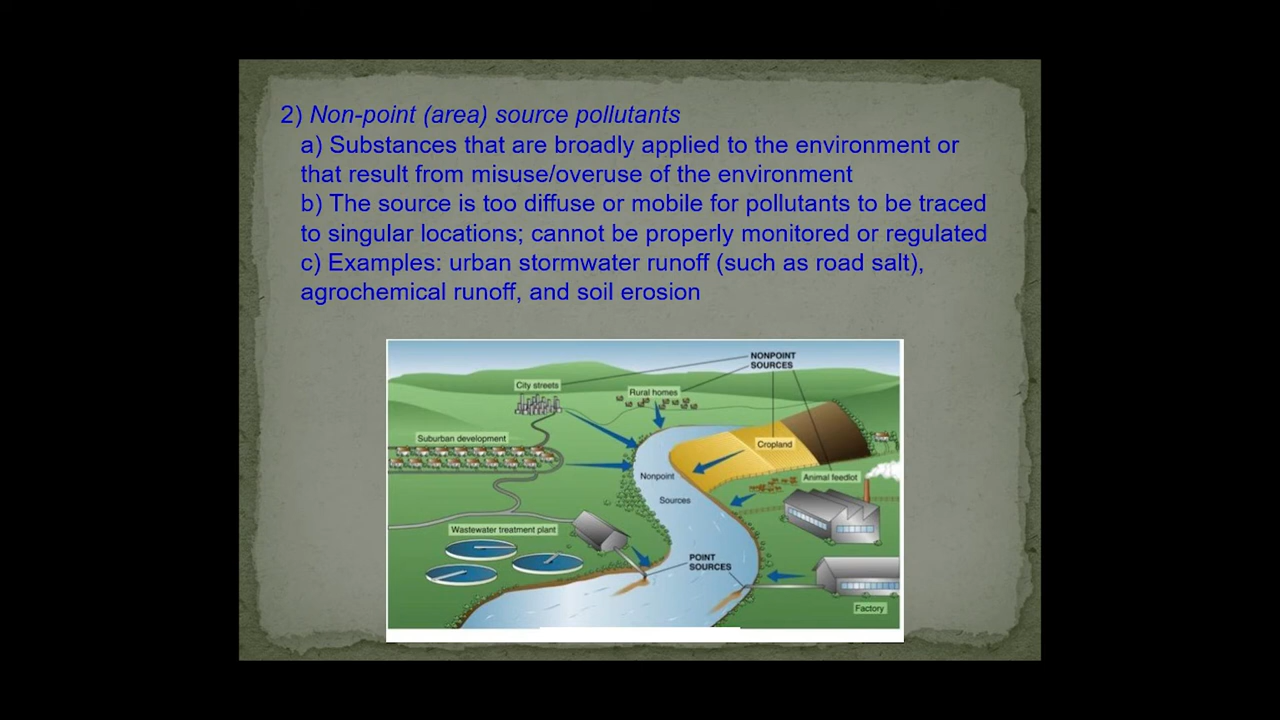 2) Non-point (area) source pollutants
a) Substances that are broadly applied to the environment or
that result from misuse/overuse of the environment
b) The source is too diffuse or mobile for pollutants to be traced
to singular locations; cannot be properly monitored or regulated
c) Examples: urban stormwater runoff (such as road salt),
agrochemical runoff, and soil erosion
NONPOINT
SOURCES
City streets
Rural homes
Suburban development
Cropland
Nonpoint
Sources
Animal feedlot
Wastewater treatment plant
POINT
SOURCES
Factory